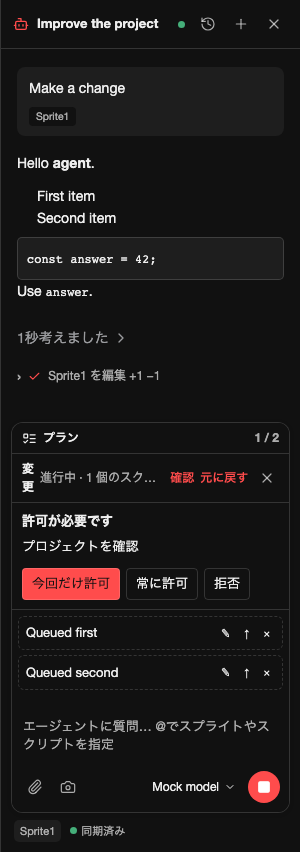 Improve the project
Make a change
Sprite1
Hello agent.
First item
Second item
const answer = 42;
Use answer.
1秒考えました
Sprite1 を編集 +1 −1
プラン 1 / 2
変更 進行中 · 1 個のスク… 確認 元に戻す
許可が必要です
プロジェクトを確認
今回だけ許可 常に許可 拒否
Queued first
Queued second
エージェントに質問... @でスプライトやス
クリプトを指定
Mock model
Sprite1 同期済み